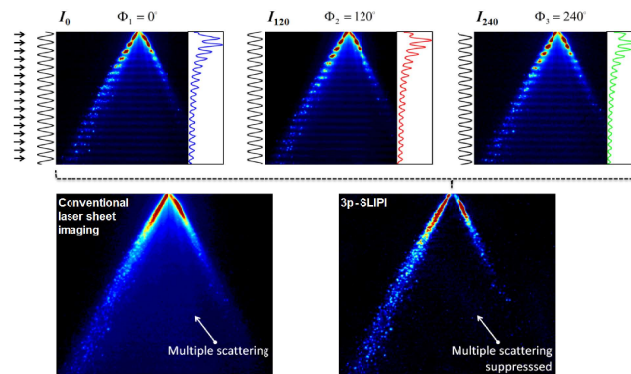 I0 Φ1 = 0°
I120 Φ2 = 120°
I240 Φ3 = 240°
Conventional
laser sheet
imaging
Multiple scattering
3p-SLIPI
Multiple scattering
suppresssed